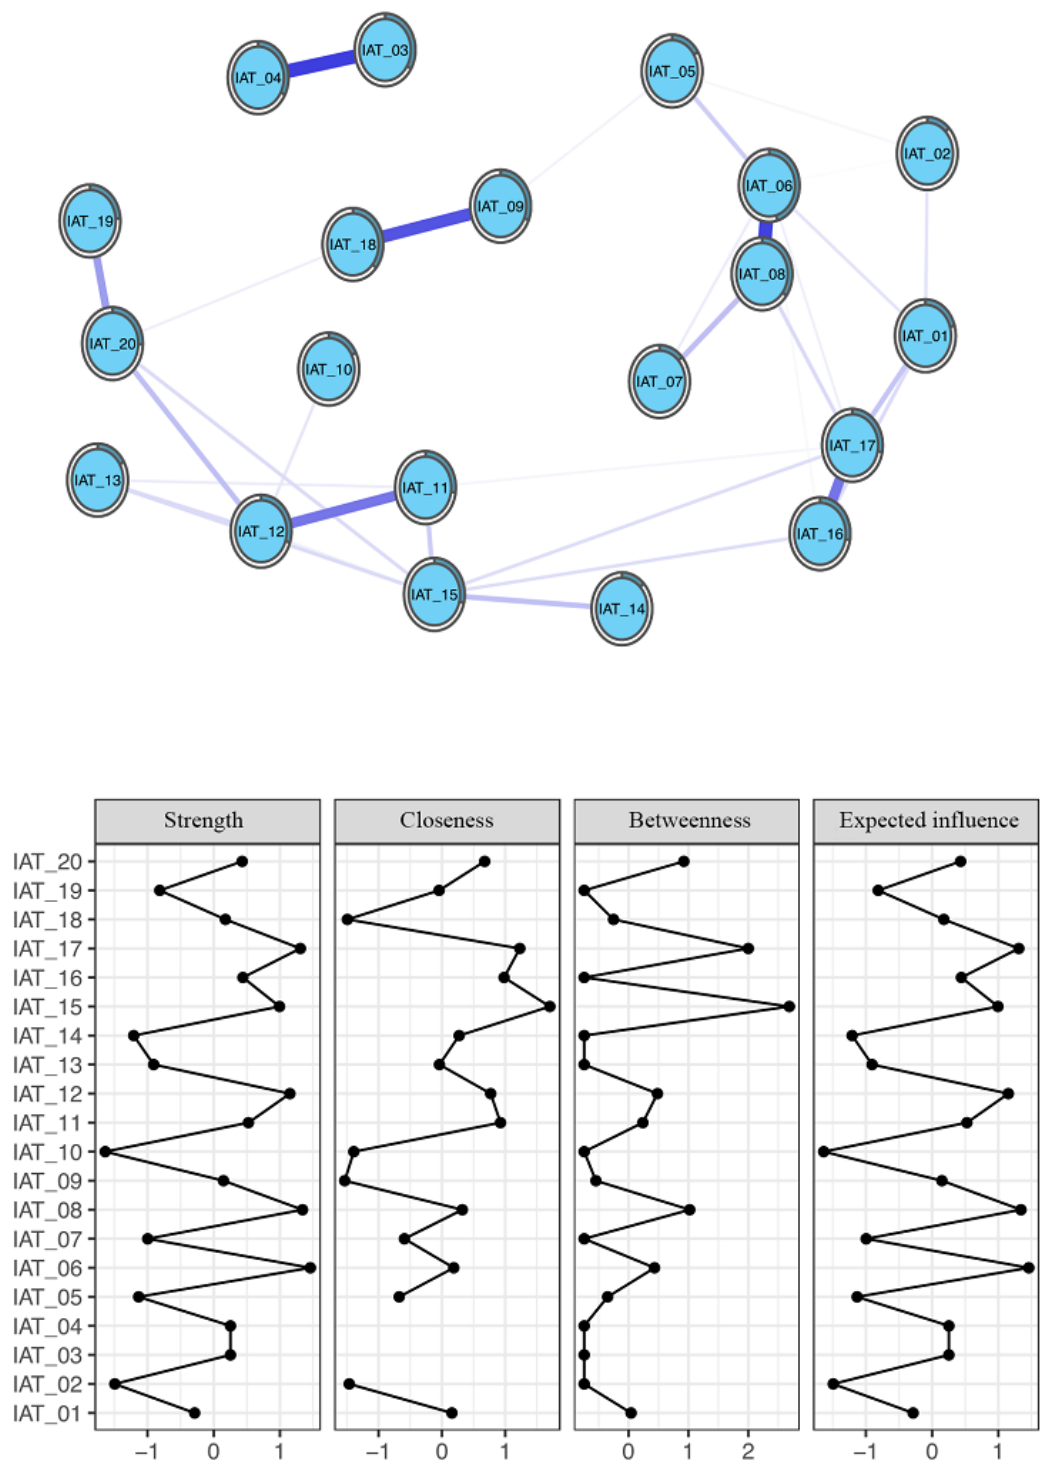 IAT_03
IAT_04
IAT_05
IAT_02
IAT_06
IAT_09
IAT_19
IAT_18
IAT_08
IAT_01
IAT_20
IAT_10
IAT_07
IAT_17
IAT_13
IAT_11
IAT_12
IAT_16
IAT_15
IAT_14
Strength Closeness Betweenness Expected influence
IAT_20
IAT_19
IAT_18
IAT_17
IAT_16
IAT_15
IAT_14
IAT_13
IAT_12
IAT_11
IAT_10
IAT_09
IAT_08
IAT_07
IAT_06
IAT_05
IAT_04
IAT_03
IAT_02
IAT_01
−1 0 1 −1 0 1 0 1 2 −1 0 1